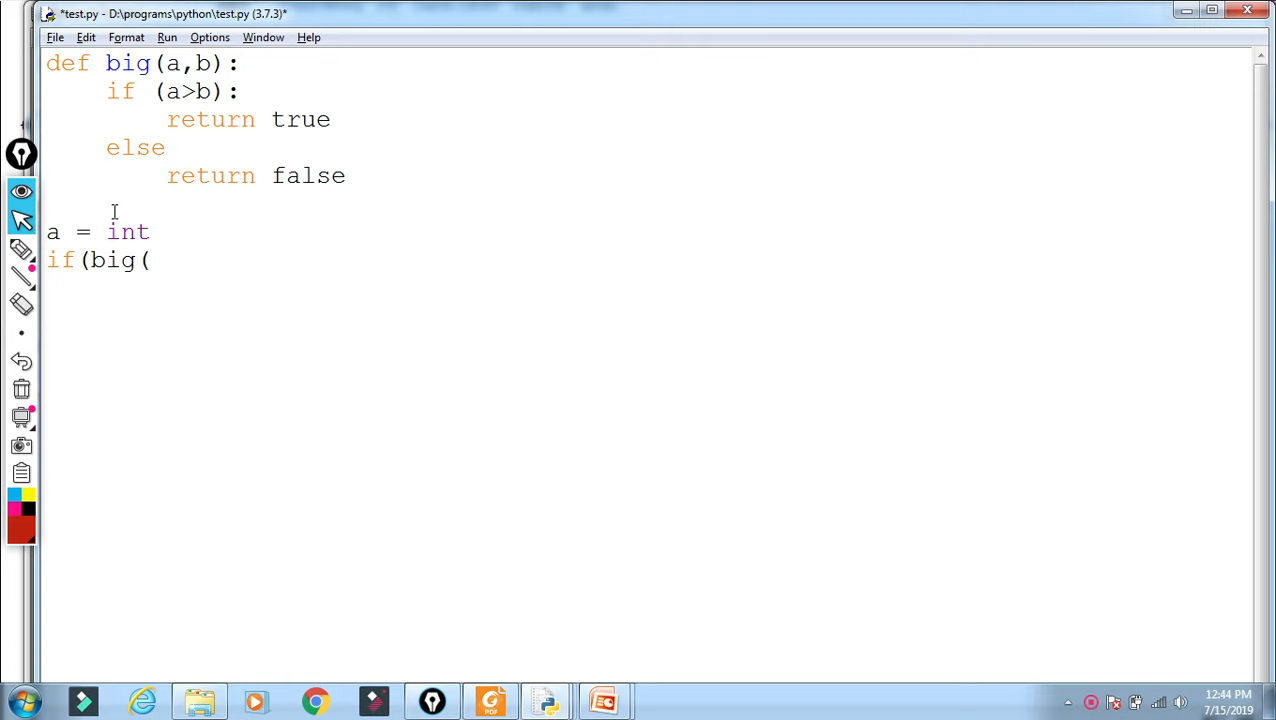 *test.py - D:\programs\python\test.py (3.7.3)*
File Edit Format Run Options Window Help
def big(a,b):
    if (a>b):
        return true
    else
        return false
a = int
if(big(
PDF
12:44 PM
7/15/2019